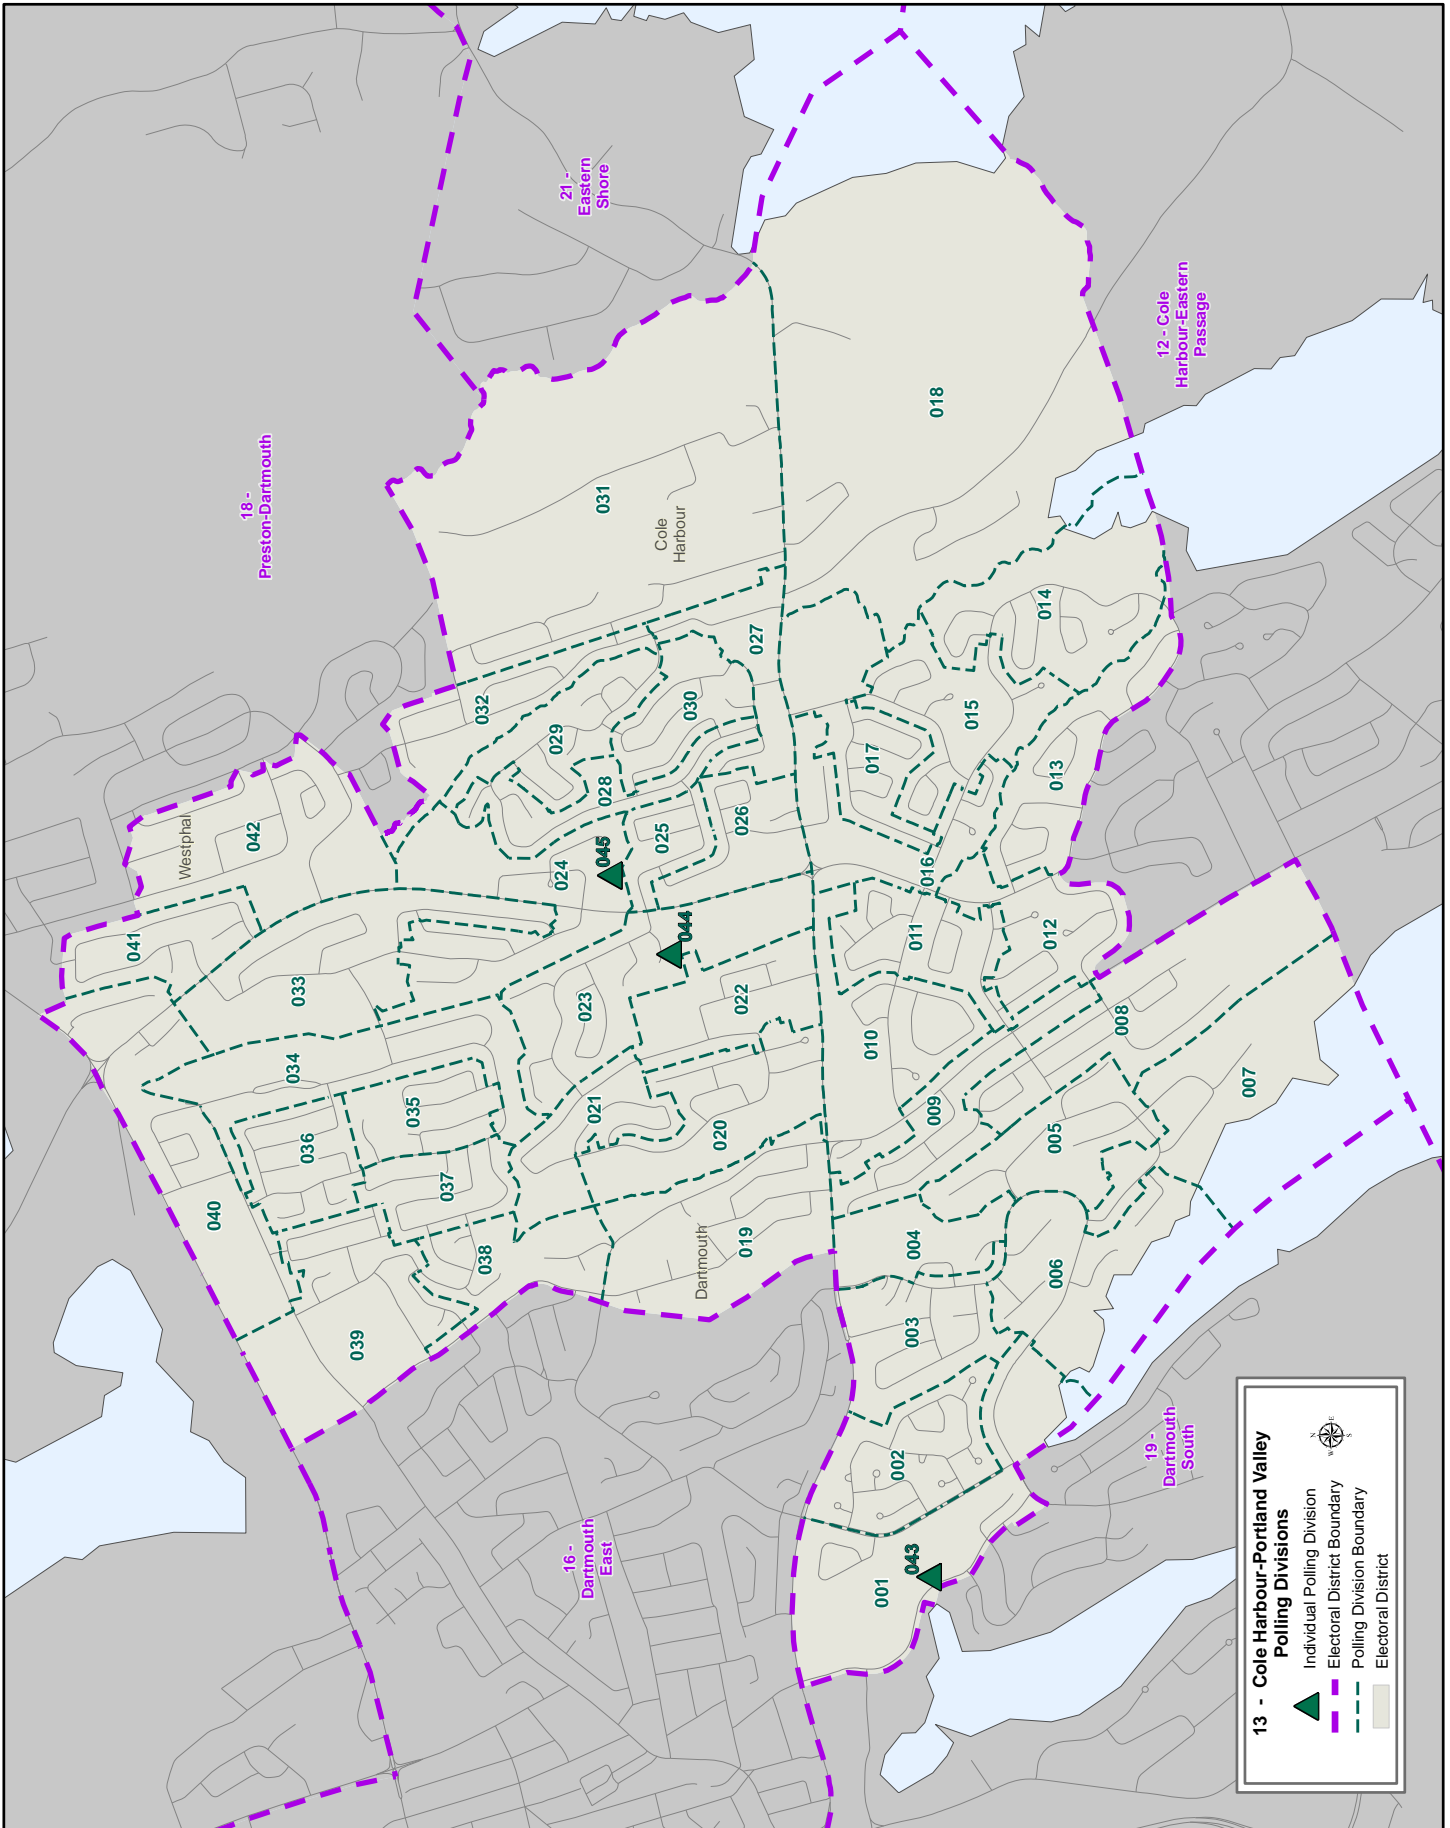 18 -
Preston-Dartmouth
21 -
Eastern
Shore
12 - Cole
Harbour-Eastern
Passage
16 -
Dartmouth
East
19 -
Dartmouth
South
Westphal
Cole
Harbour
Dartmouth
039
040
038
037
036
035
034
033
041
042
019
020
021
022
023
044
045
024
025
026
028
029
030
027
032
031
001
043
002
003
004
006
005
007
009
008
010
011
012
016
013
017
015
014
018
13 - Cole Harbour-Portland Valley
Polling Divisions
Individual Polling Division
Electoral District Boundary
Polling Division Boundary
Electoral District
N
W E
S